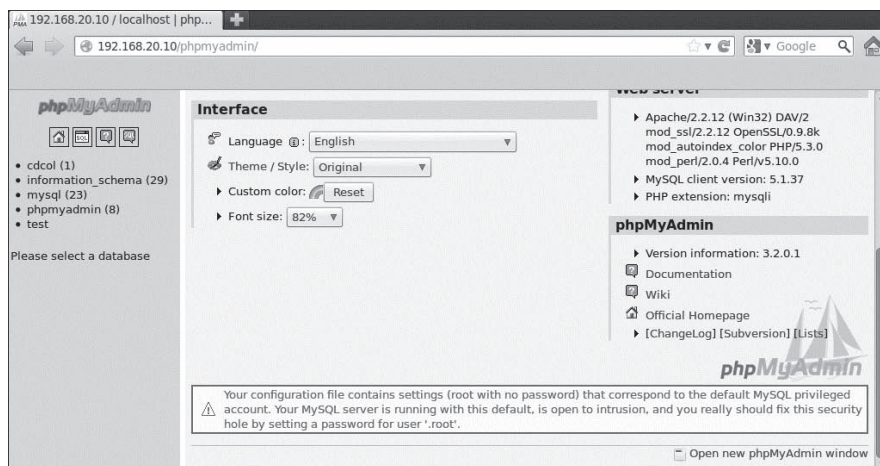 192.168.20.10 / localhost | php...
192.168.20.10/phpmyadmin/
Google
phpMyAdmin
SQL
cdcol (1)
information_schema (29)
mysql (23)
phpmyadmin (8)
test
Please select a database
Interface
Language : English
Theme / Style: Original
Custom color: Reset
Font size: 82%
Web server
Apache/2.2.12 (Win32) DAV/2
mod_ssl/2.2.12 OpenSSL/0.9.8k
mod_autoindex_color PHP/5.3.0
mod_perl/2.0.4 Perl/v5.10.0
MySQL client version: 5.1.37
PHP extension: mysqli
phpMyAdmin
Version information: 3.2.0.1
Documentation
Wiki
Official Homepage
[ChangeLog] [Subversion] [Lists]
phpMyAdmin
Your configuration file contains settings (root with no password) that correspond to the default MySQL privileged
account. Your MySQL server is running with this default, is open to intrusion, and you really should fix this security
hole by setting a password for user '.root'.
Open new phpMyAdmin window